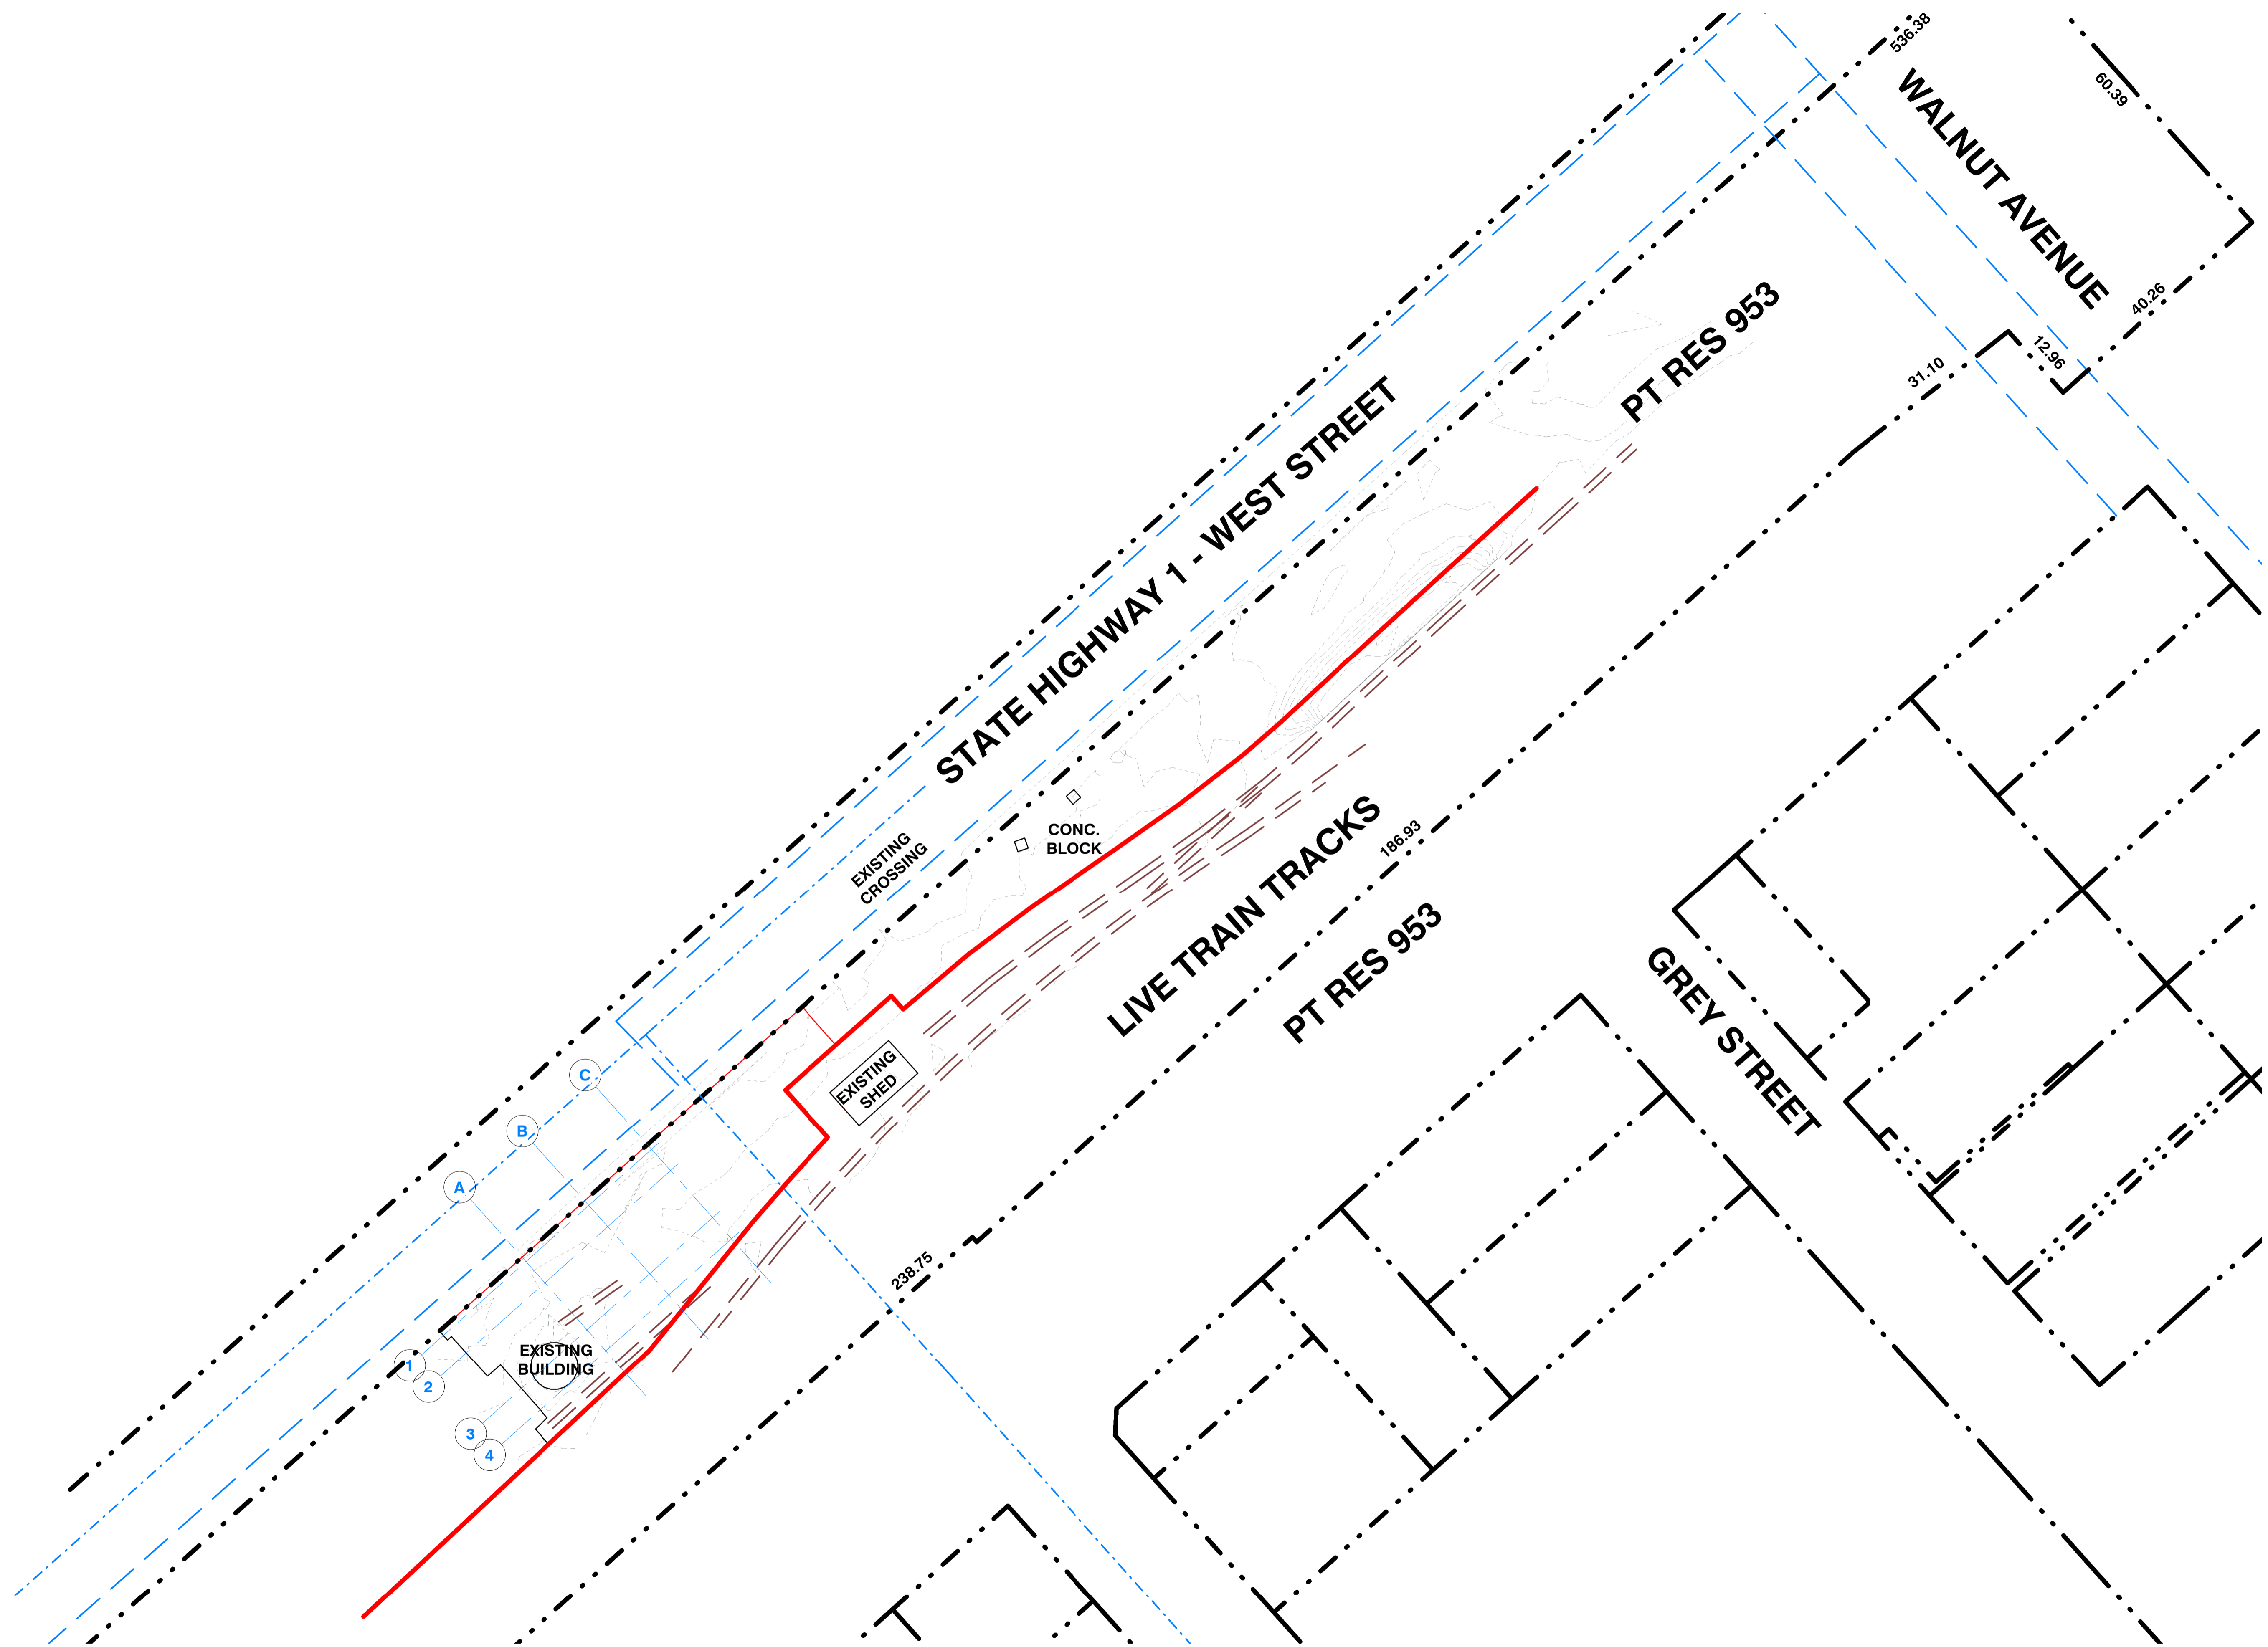 536.38
60.39
WALNUT AVENUE
40.26
12.96
31.10
PT RES 953
STATE HIGHWAY 1 - WEST STREET
CONC.
BLOCK
EXISTING
CROSSING
186.93
LIVE TRAIN TRACKS
PT RES 953
GREY STREET
EXISTING
SHED
C
B
A
238.75
EXISTING
BUILDING
1
2
3
4